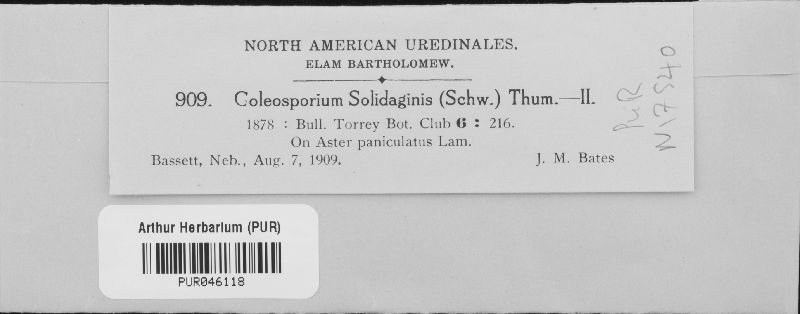 NORTH AMERICAN UREDINALES.
ELAM BARTHOLOMEW.
909. Coleosporium Solidaginis (Schw.) Thum.—II.
1878 : Bull. Torrey Bot. Club 6 : 216.
On Aster paniculatus Lam.
Bassett, Neb., Aug. 7, 1909. J. M. Bates
PUR
N17540
Arthur Herbarium (PUR)
PUR046118